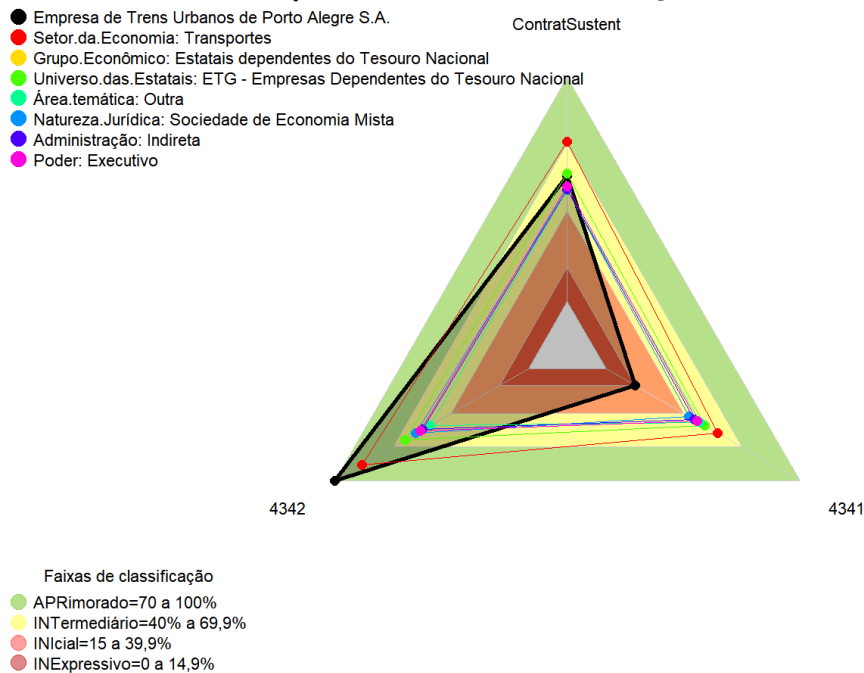 Empresa de Trens Urbanos de Porto Alegre S.A.
ContratSustent
Setor.da.Economia: Transportes
Grupo.Econômico: Estatais dependentes do Tesouro Nacional
Universo.das.Estatais: ETG - Empresas Dependentes do Tesouro Nacional
Área.temática: Outra
Natureza.Jurídica: Sociedade de Economia Mista
Administração: Indireta
Poder: Executivo
4342
4341
Faixas de classificação
APRimorado=70 a 100%
INTermediário=40% a 69,9%
INIcial=15 a 39,9%
INExpressivo=0 a 14,9%